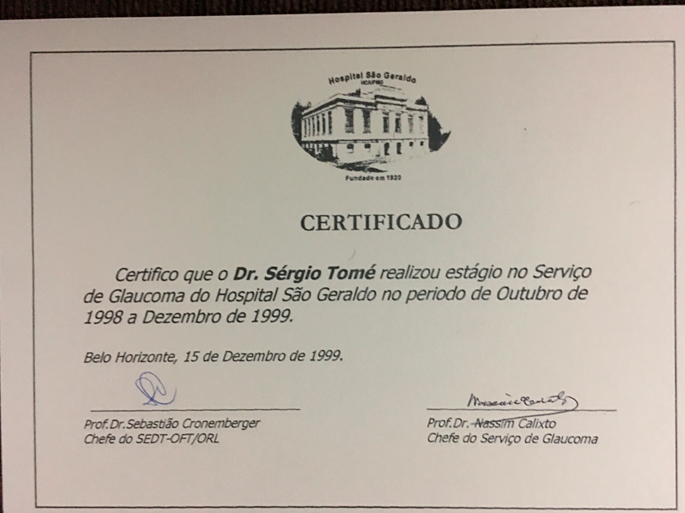 Hospital São Geraldo
HC/UFMG
Fundado em 1920
CERTIFICADO
Certifico que o Dr. Sérgio Tomé realizou estágio no Serviço
de Glaucoma do Hospital São Geraldo no periodo de Outubro de
1998 a Dezembro de 1999.
Belo Horizonte, 15 de Dezembro de 1999.
Prof.Dr.Sebastião Cronemberger
Chefe do SEDT-OFT/ORL
Prof.Dr. Nassim Calixto
Chefe do Serviço de Glaucoma